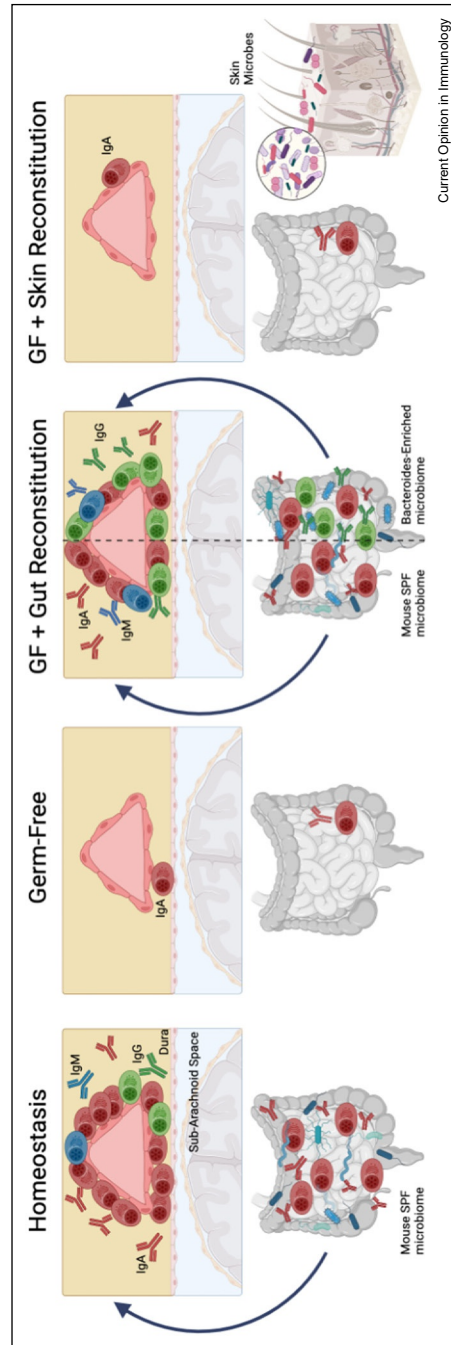 Homeostasis
IgM
IgG
Dura
IgA
Sub-Arachnoid Space
Mouse SPF
microbiome
Germ-Free
IgA
GF + Gut Reconstitution
IgA
IgM
IgG
Mouse SPF
microbiome
Bacteroides-Enriched
microbiome
GF + Skin Reconstitution
IgA
Skin
Microbes
Current Opinion in Immunology